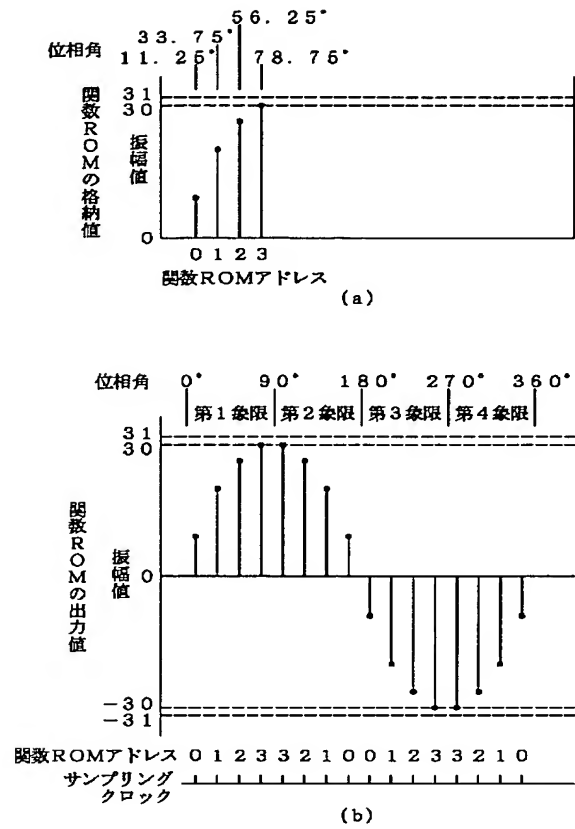 56.25°
33.75°
位相角
11.25° 78.75°
31
30
関数ROMの格納値
振幅値
0
0 1 2 3
関数ROMアドレス
(a)
位相角 0° 90° 180° 270° 360°
第1象限 第2象限 第3象限 第4象限
31
30
関数ROMの出力値
振幅値
0
−30
−31
関数ROMアドレス 0 1 2 3 3 2 1 0 0 1 2 3 3 2 1 0
サンプリング
クロック
(b)